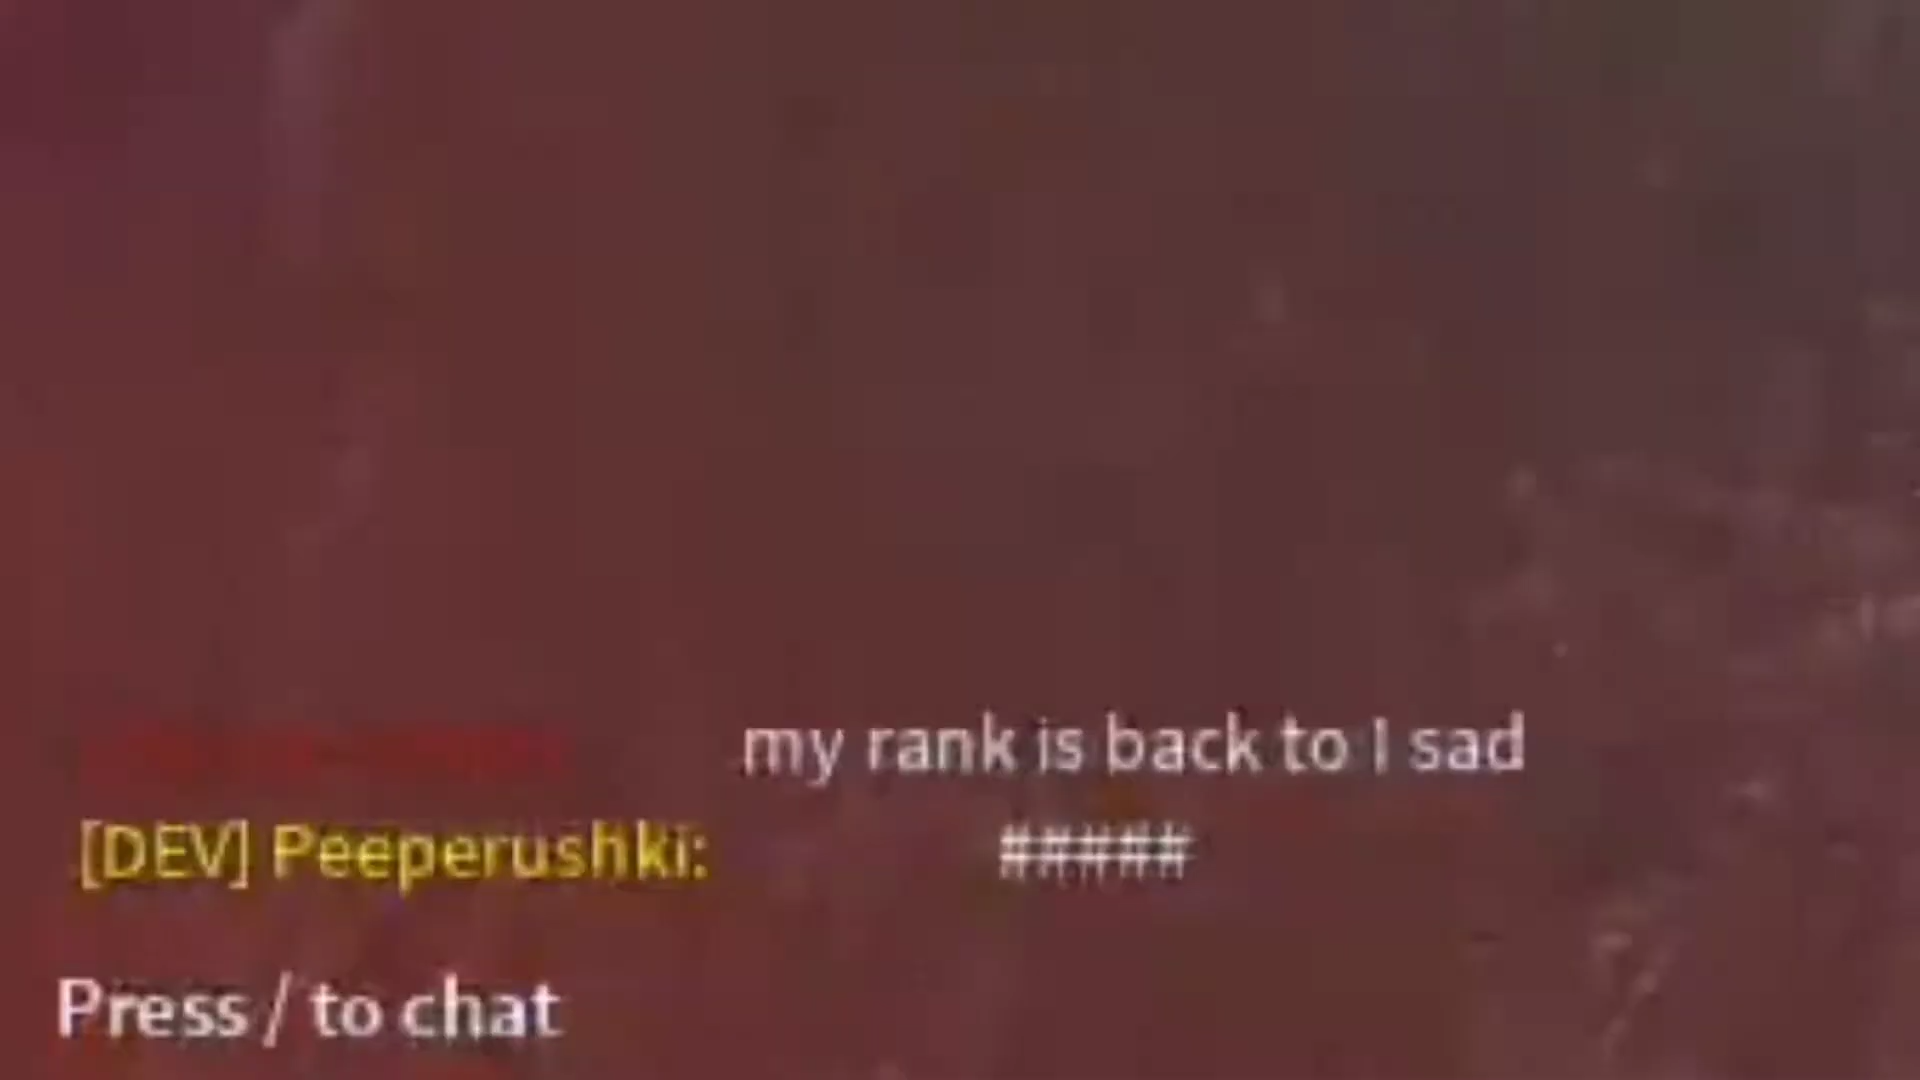 my rank is back to I sad
[DEV] Peeperushki: #####
Press / to chat